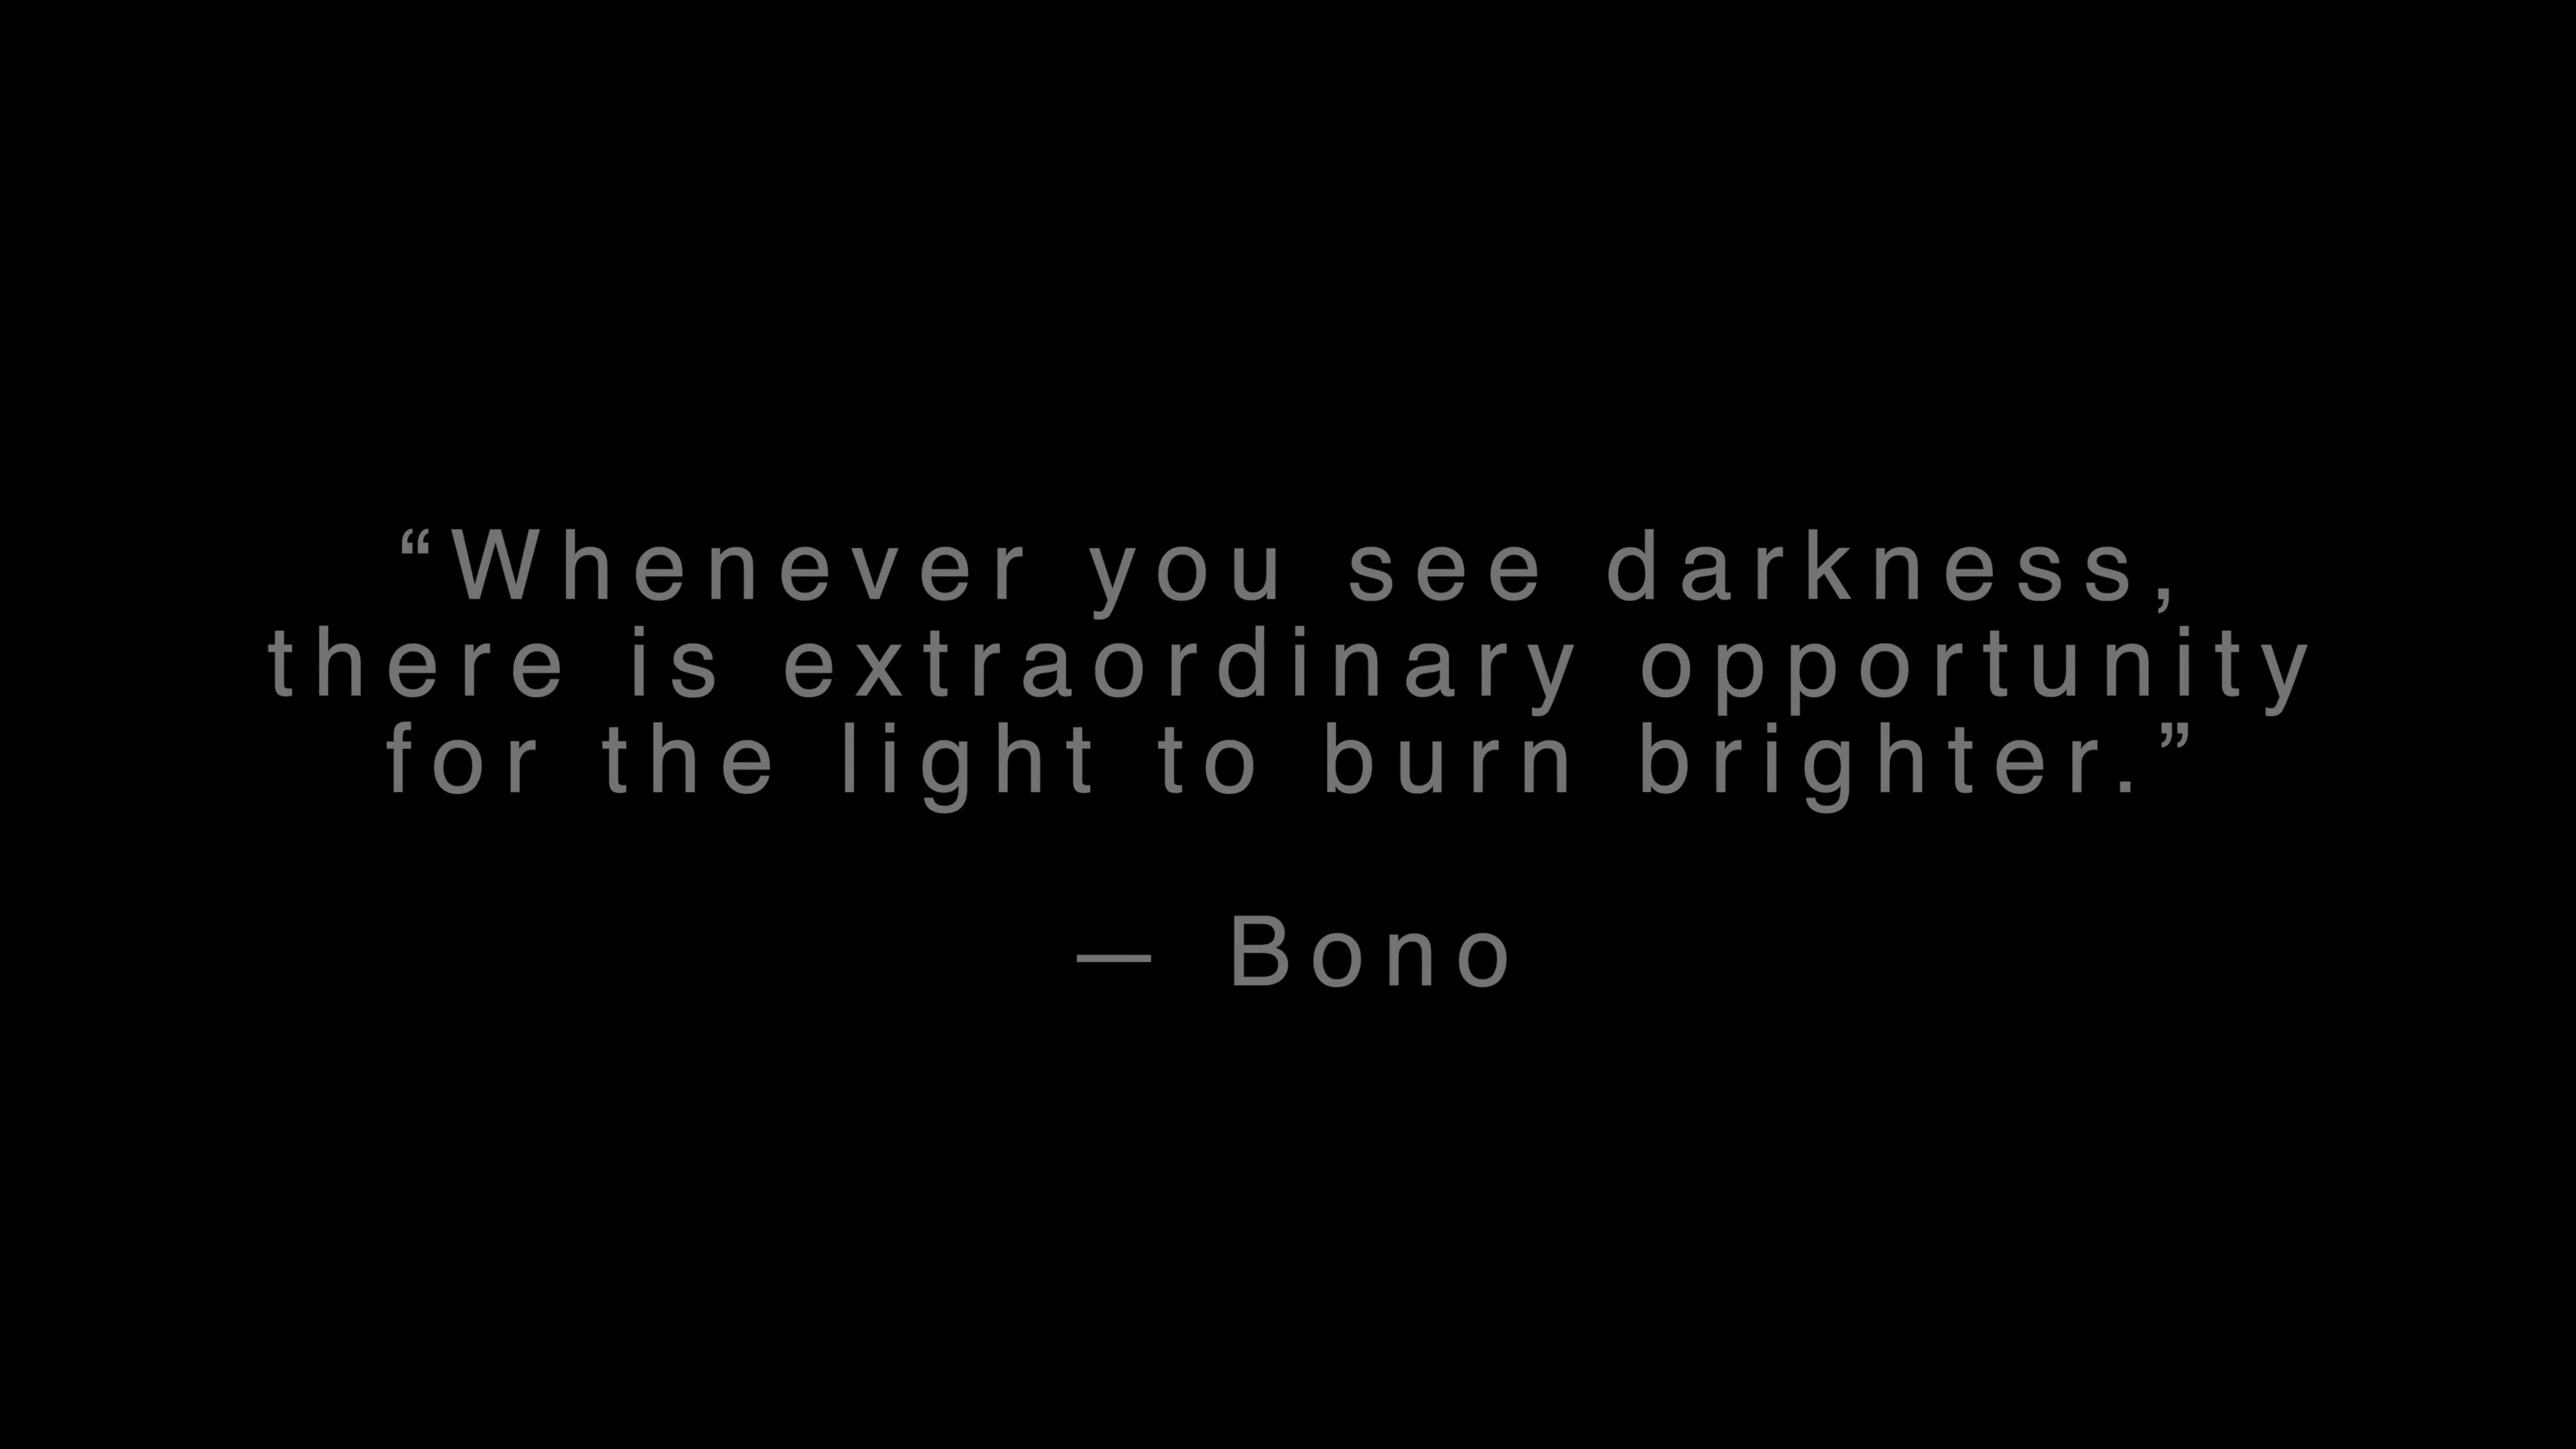 “Whenever you see darkness,
there is extraordinary opportunity
for the light to burn brighter.”
— Bono